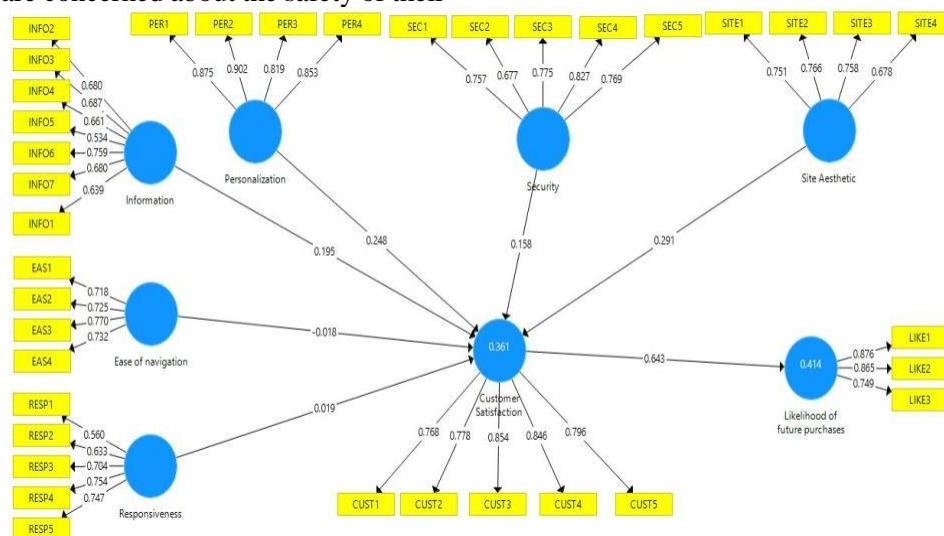 are concerned about the safety of their
INFO2
INFO3
INFO4
INFO5
INFO6
INFO7
INFO1
0.680
0.687
0.661
0.534
0.759
0.680
0.639
Information
PER1 PER2 PER3 PER4
0.875 0.902 0.819 0.853
Personalization
SEC1 SEC2 SEC3 SEC4 SEC5
0.757 0.677 0.775 0.827 0.769
Security
SITE1 SITE2 SITE3 SITE4
0.751 0.766 0.758 0.678
Site Aesthetic
0.195
0.248
0.158
0.291
EAS1
EAS2
EAS3
EAS4
0.718
0.725
0.770
0.732
Ease of navigation
-0.018
0.361
Customer
Satisfaction
0.643
0.414
Likelihood of
future purchases
0.876
0.865
0.749
LIKE1
LIKE2
LIKE3
RESP1
RESP2
RESP3
RESP4
RESP5
0.560
0.633
0.704
0.754
0.747
Responsiveness
0.019
0.768 0.778 0.854 0.846 0.796
CUST1 CUST2 CUST3 CUST4 CUST5